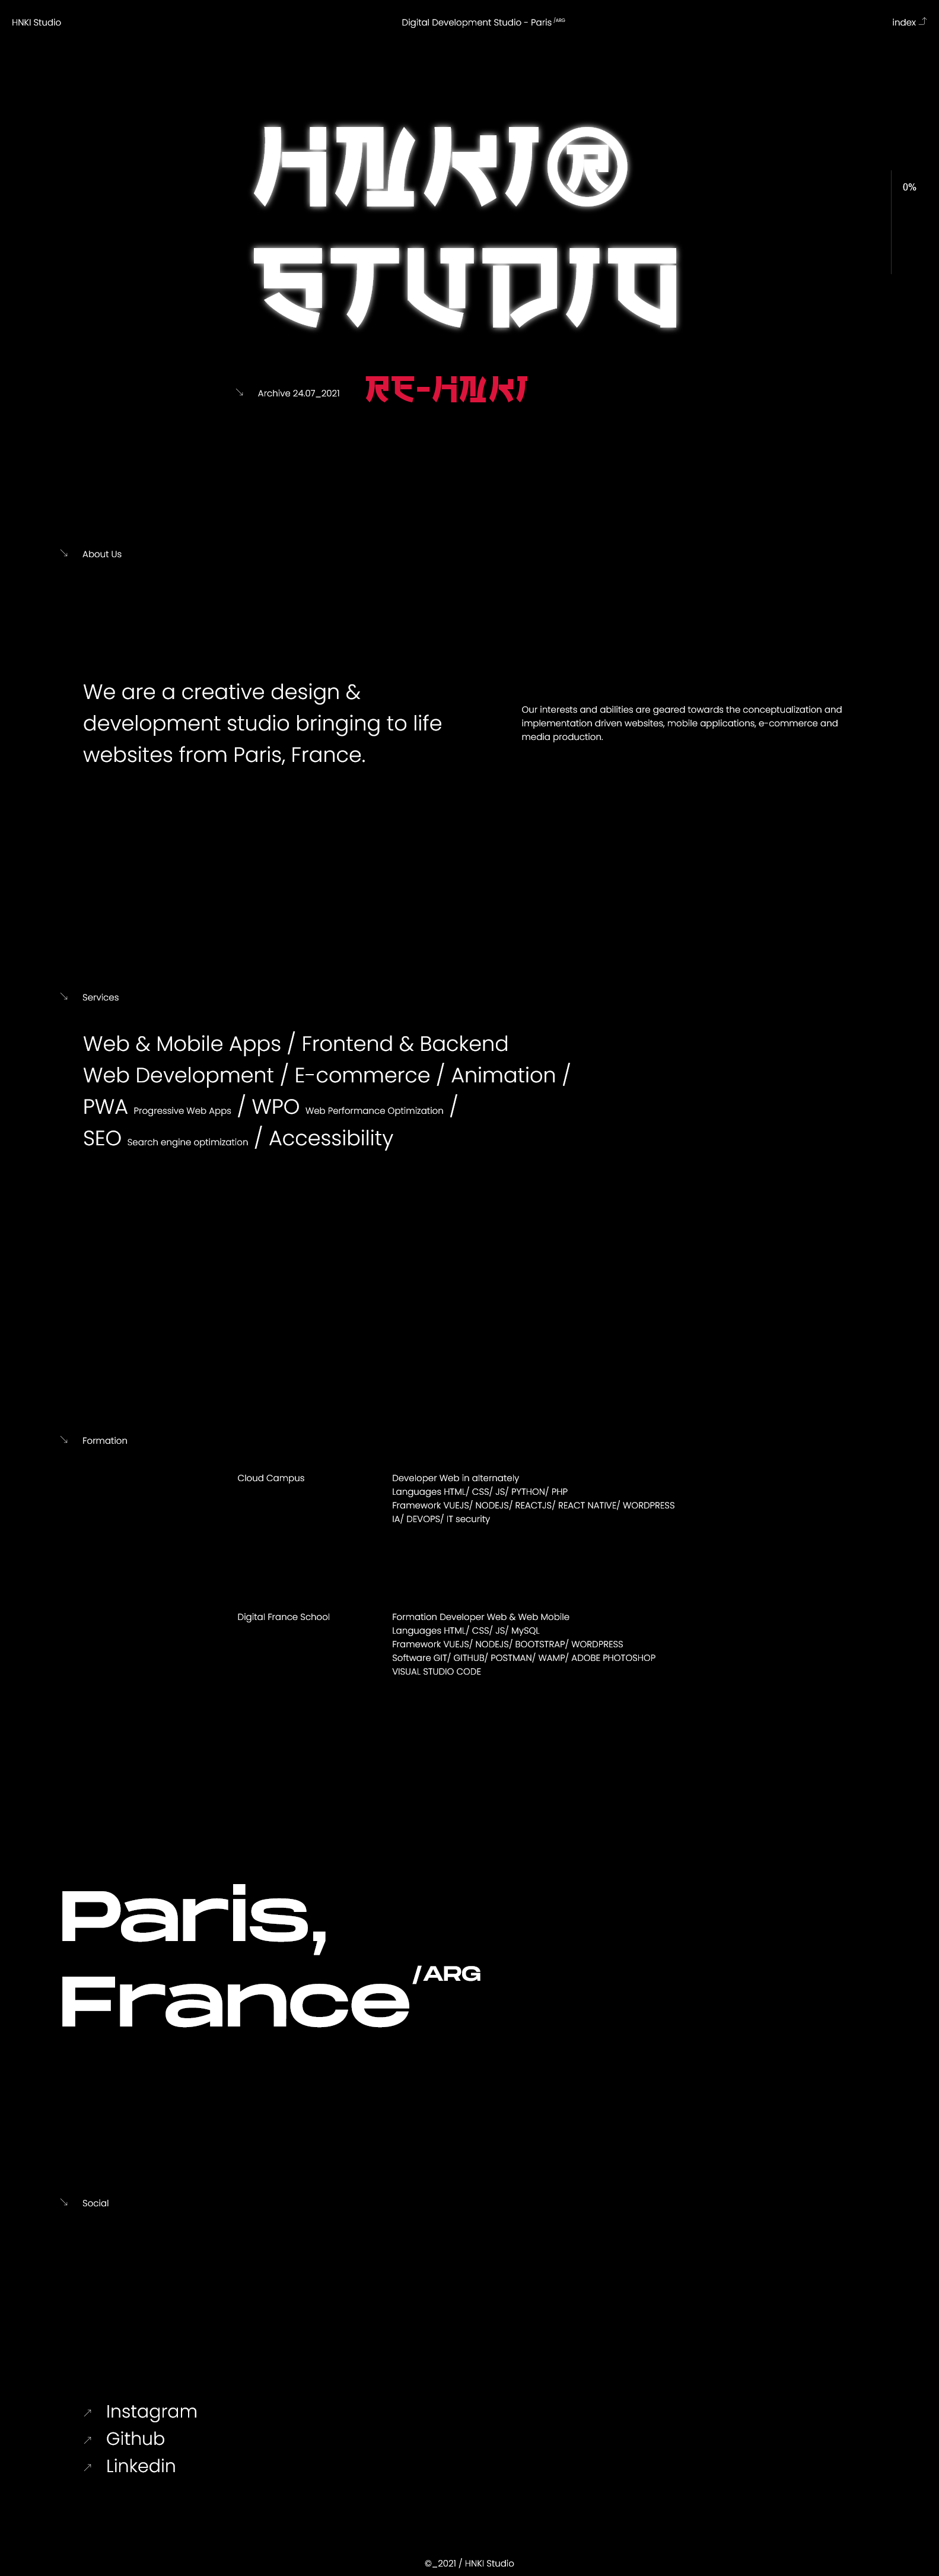 HNKI Studio
Digital Development Studio - Paris /ARG
index
HNKI®
STUDIO
0%
Archive 24.07_2021
RE-HNKI
About Us
We are a creative design &
development studio bringing to life
websites from Paris, France.
Our interests and abilities are geared towards the conceptualization and
implementation driven websites, mobile applications, e-commerce and
media production.
Services
Web & Mobile Apps / Frontend & Backend
Web Development / E-commerce / Animation /
PWA Progressive Web Apps / WPO Web Performance Optimization /
SEO Search engine optimization / Accessibility
Formation
Cloud Campus
Developer Web in alternately
Languages HTML/ CSS/ JS/ PYTHON/ PHP
Framework VUEJS/ NODEJS/ REACTJS/ REACT NATIVE/ WORDPRESS
IA/ DEVOPS/ IT security
Digital France School
Formation Developer Web & Web Mobile
Languages HTML/ CSS/ JS/ MySQL
Framework VUEJS/ NODEJS/ BOOTSTRAP/ WORDPRESS
Software GIT/ GITHUB/ POSTMAN/ WAMP/ ADOBE PHOTOSHOP
VISUAL STUDIO CODE
Paris,
France /ARG
Social
Instagram
Github
Linkedin
©_2021 / HNKI Studio